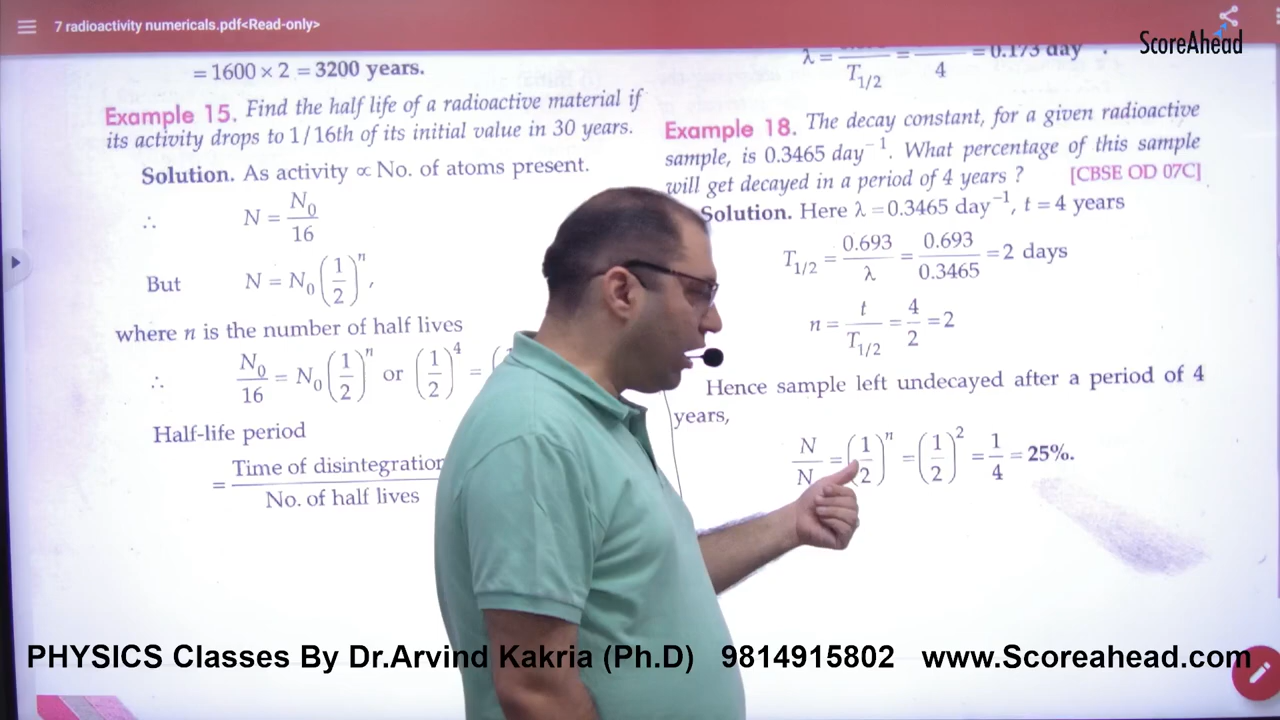 7 radioactivity numericals.pdf<Read-only>
ScoreAhead
= 1600 × 2 = 3200 years.
Example 15. Find the half life of a radioactive material if
its activity drops to 1/16th of its initial value in 30 years.
Solution. As activity ∝ No. of atoms present.
∴ N = N₀/16
But N = N₀(1/2)ⁿ,
where n is the number of half lives
∴ N₀/16 = N₀(1/2)ⁿ or (1/2)⁴ =
Half-life period
= Time of disintegration/No. of half lives
λ = /T₁/₂ = /4 = 0.173 day
Example 18. The decay constant, for a given radioactive
sample, is 0.3465 day⁻¹. What percentage of this sample
will get decayed in a period of 4 years ? [CBSE OD 07C]
Solution. Here λ = 0.3465 day⁻¹, t = 4 years
T₁/₂ = 0.693/λ = 0.693/0.3465 = 2 days
n = t/T₁/₂ = 4/2 = 2
Hence sample left undecayed after a period of 4
years,
N/N = (1/2)ⁿ = (1/2)² = 1/4 = 25%.
PHYSICS Classes By Dr.Arvind Kakria (Ph.D) 9814915802 www.Scoreahead.com